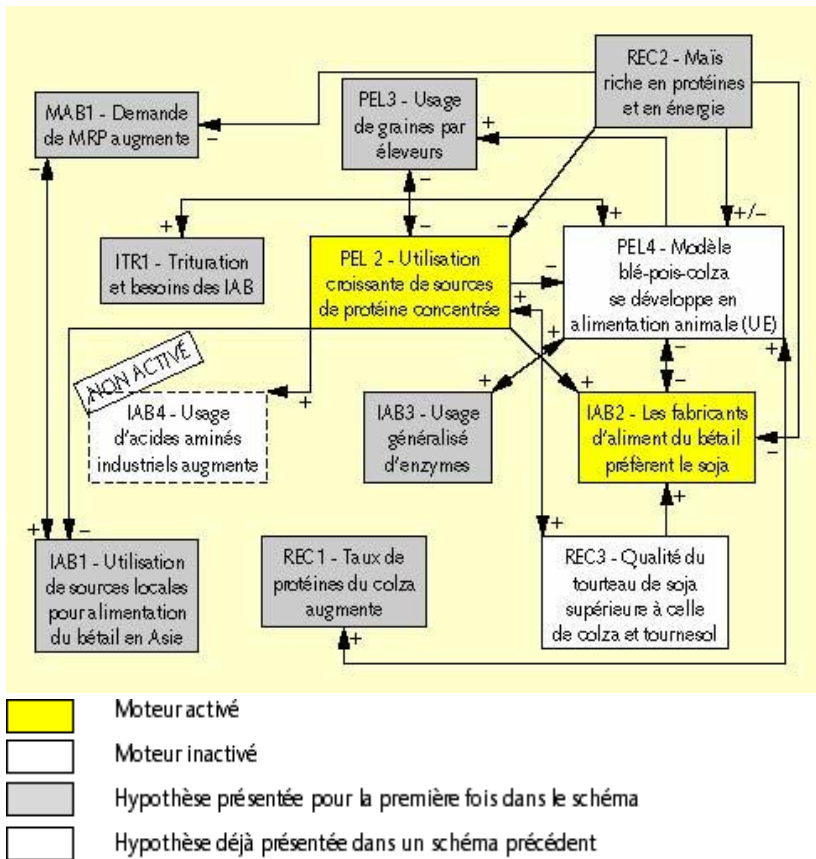 REC2 - Maïs
riche en protéines
et en énergie
MAB1 - Demande
de MRP augmente
–
–
PEL3 - Usage
de graines par
éleveurs
+
–
+
–
–
+
+/–
ITR1 - Trituration
et besoins des IAB
PEL 2 - Utilisation
croissante de sources
de protéine concentrée
–
+
PEL4 - Modèle
blé-pois-colza
se développe en
alimentation animale (UE)
+
+
–
–
NON ACTIVÉ
IAB4 - Usage
d'acides aminés
industriels augmente
+
IAB3 - Usage
généralisé
d'enzymes
+
+
IAB2 - Les fabricants
d'aliment du bétail
préfèrent le soja
–
+
+
–
IAB1 - Utilisation
de sources locales
pour alimentation
du bétail en Asie
REC1 - Taux de
protéines du colza
augmente
+
+
REC3 - Qualité du
tourteau de soja
supérieure à celle
de colza et tournesol
Moteur activé
Moteur inactivé
Hypothèse présentée pour la première fois dans le schéma
Hypothèse déjà présentée dans un schéma précédent